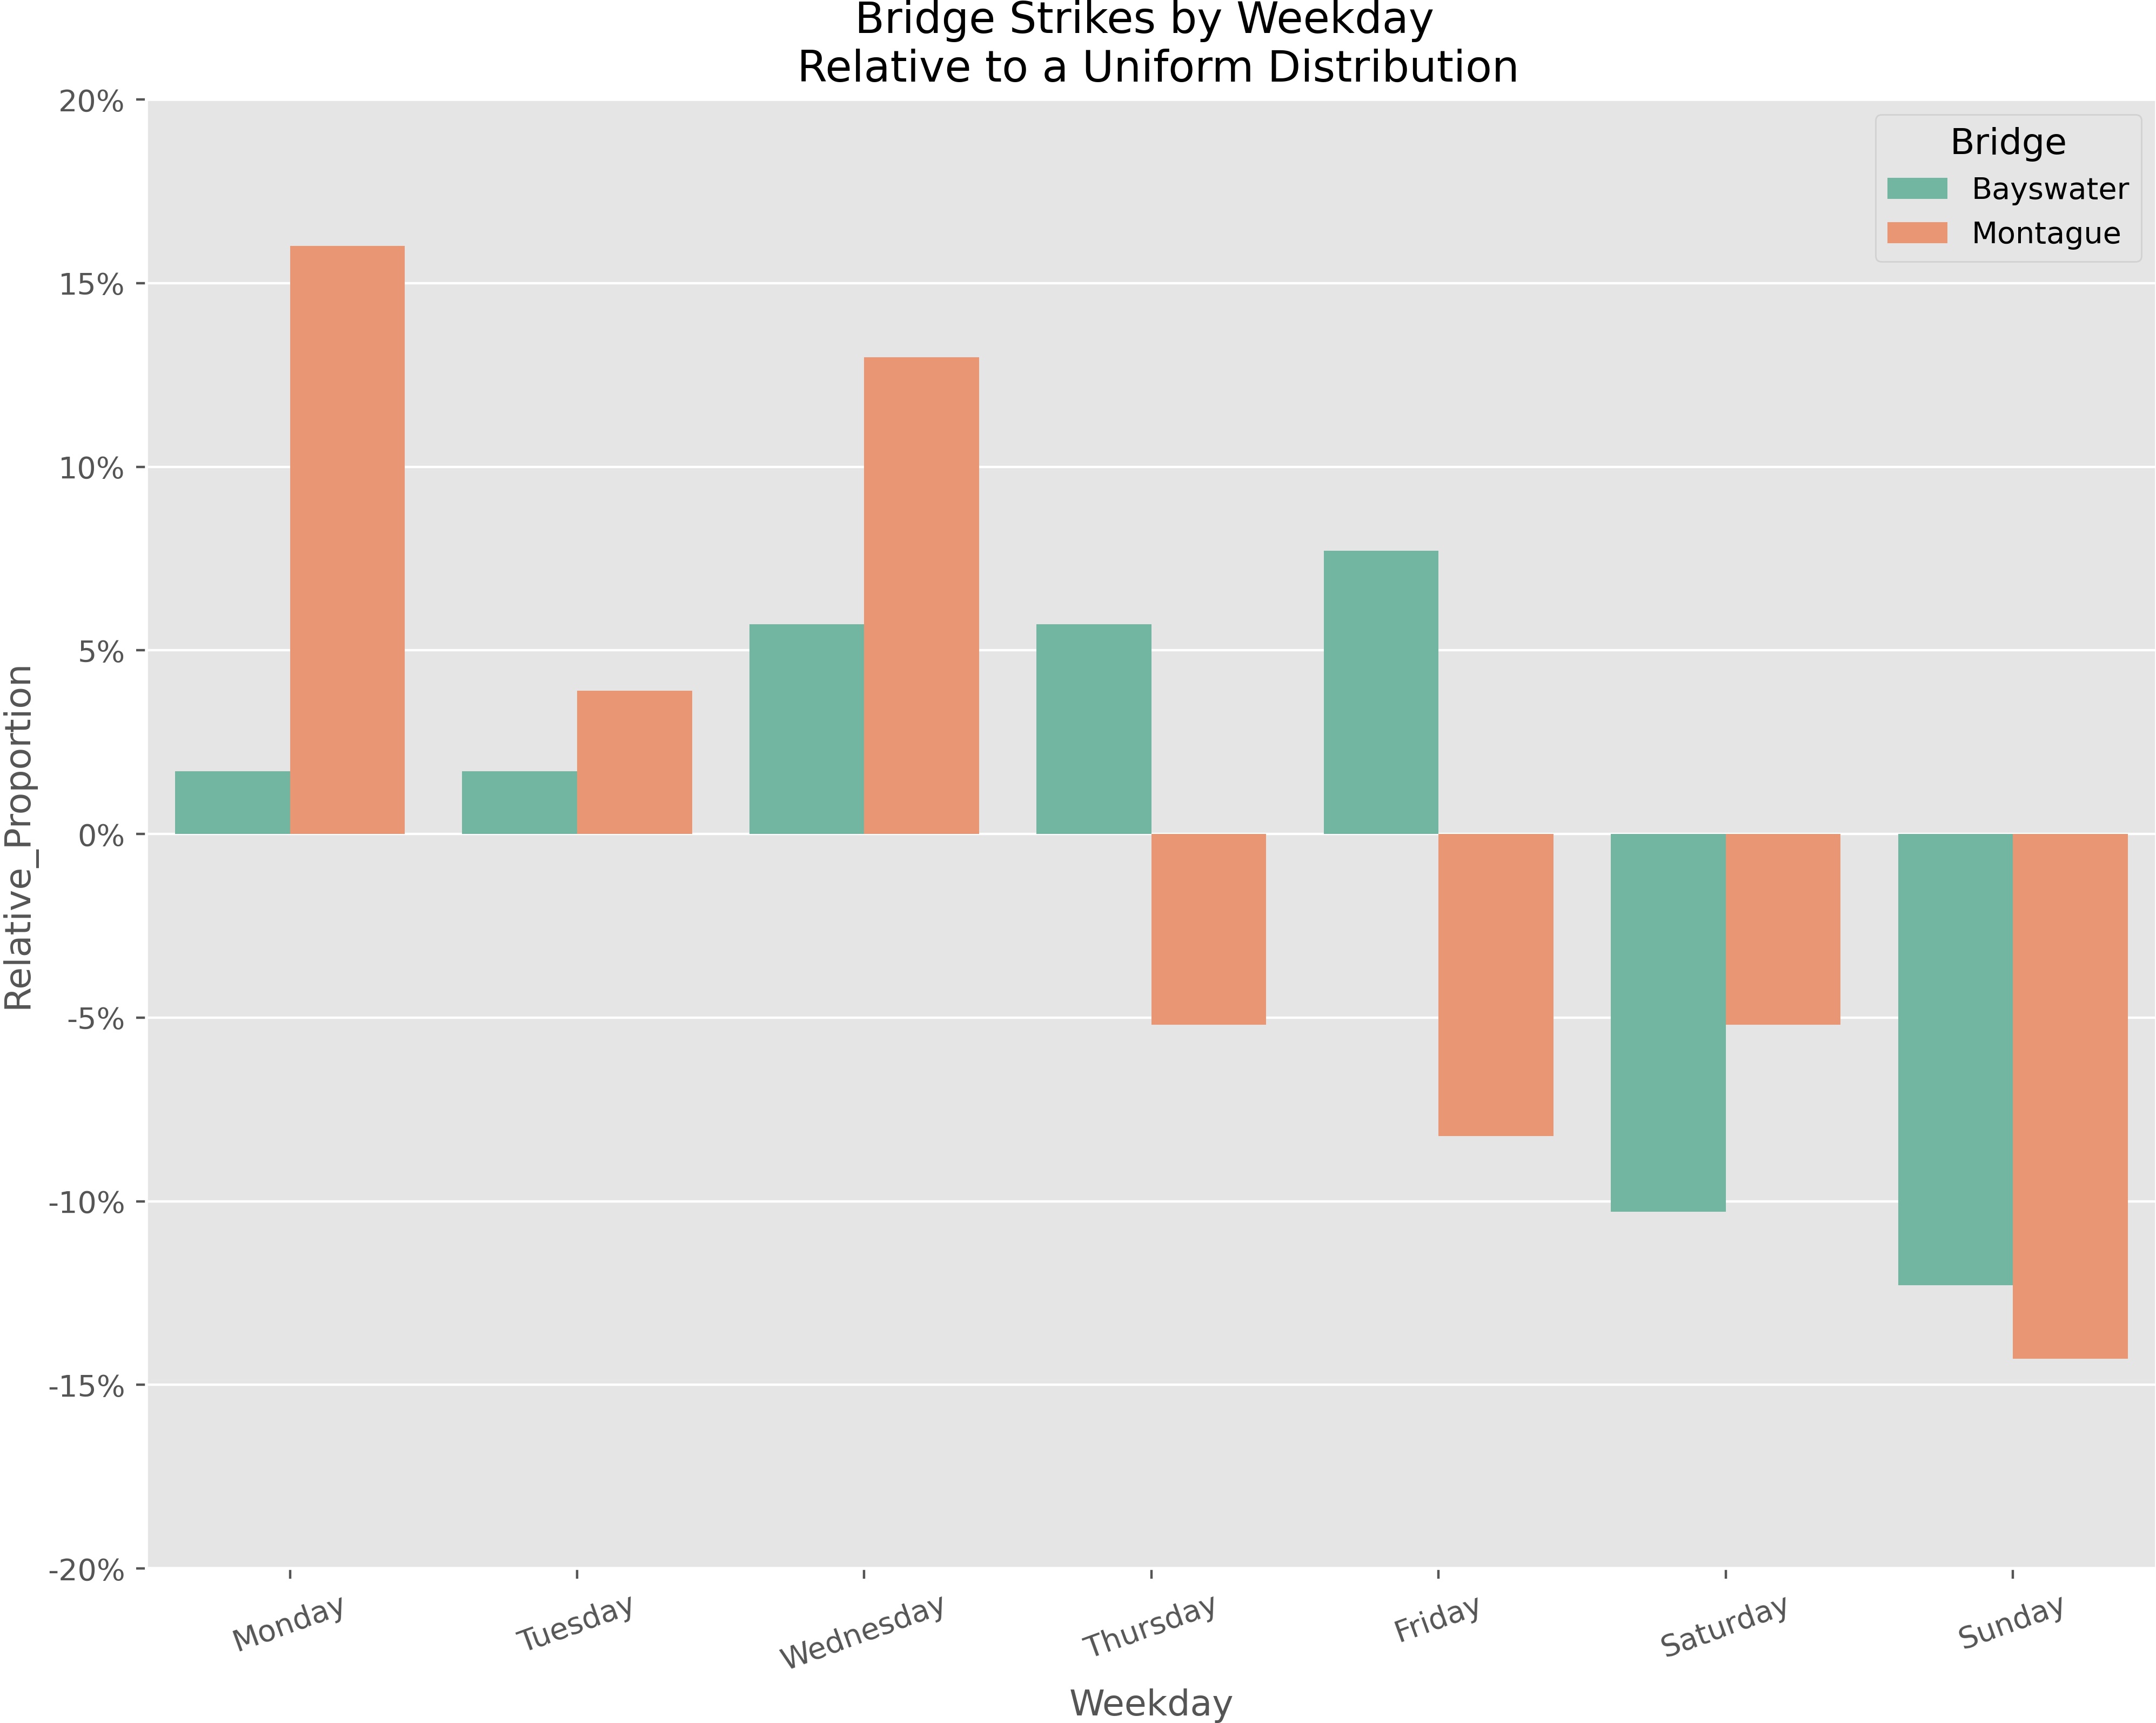 Bridge Strikes by Weekday
Relative to a Uniform Distribution
20%
15%
10%
5%
0%
-5%
-10%
-15%
-20%
Relative_Proportion
Bridge
Bayswater
Montague
Monday
Tuesday
Wednesday
Thursday
Friday
Saturday
Sunday
Weekday